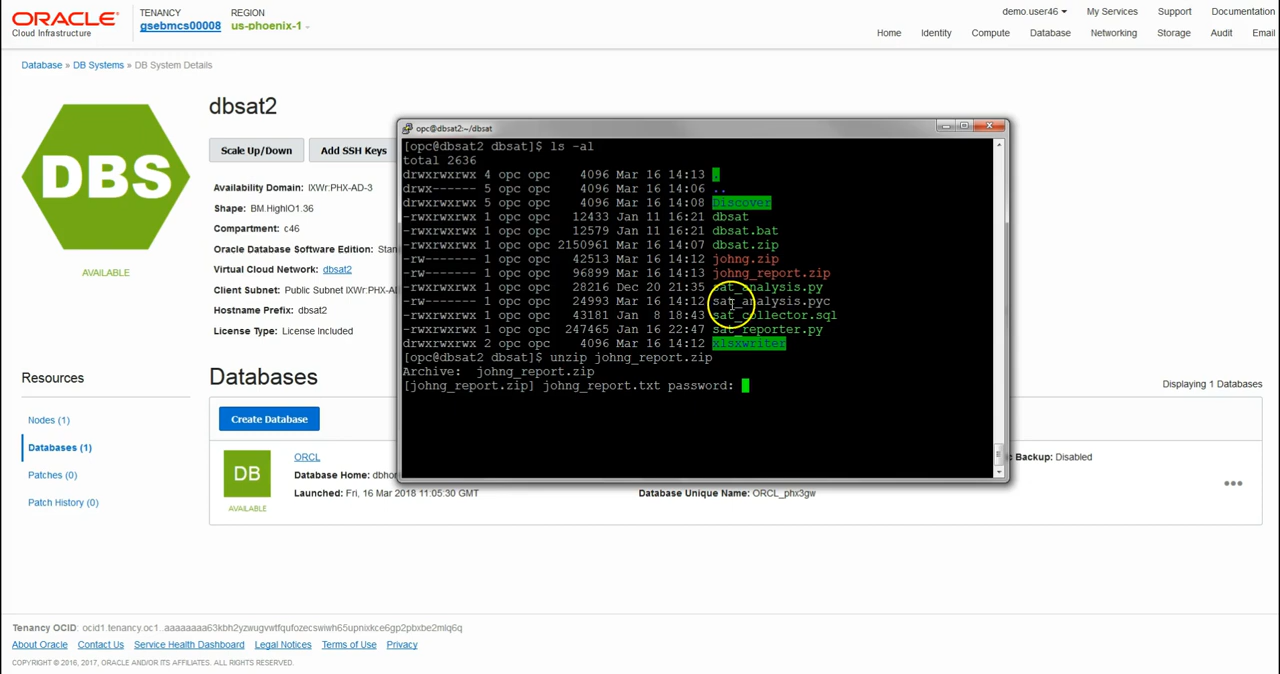 ORACLE
Cloud Infrastructure
TENANCY
gsebmcs00008
REGION
us-phoenix-1
demo.user46
My Services
Support
Documentation
Home
Identity
Compute
Database
Networking
Storage
Audit
Email
Database » DB Systems » DB System Details
DBS
AVAILABLE
dbsat2
Scale Up/Down
Add SSH Keys
Availability Domain: IXWr:PHX-AD-3
Shape: BM.HighIO1.36
Compartment: c46
Oracle Database Software Edition: Stan
Virtual Cloud Network: dbsat2
Client Subnet: Public Subnet IXWr:PHX-A
Hostname Prefix: dbsat2
License Type: License Included
opc@dbsat2:~/dbsat
[opc@dbsat2 dbsat]$ ls -al
total 2636
drwxrwxrwx 4 opc opc 4096 Mar 16 14:13 .
drwx------ 5 opc opc 4096 Mar 16 14:06 ..
drwxrwxrwx 5 opc opc 4096 Mar 16 14:08 Discover
-rwxrwxrwx 1 opc opc 12433 Jan 11 16:21 dbsat
-rwxrwxrwx 1 opc opc 12579 Jan 11 16:21 dbsat.bat
-rwxrwxrwx 1 opc opc 2150961 Mar 16 14:07 dbsat.zip
-rw------- 1 opc opc 42513 Mar 16 14:12 johng.zip
-rw------- 1 opc opc 96899 Mar 16 14:13 johng_report.zip
-rwxrwxrwx 1 opc opc 28216 Dec 20 21:35 sat_analysis.py
-rw------- 1 opc opc 24993 Mar 16 14:12 sat_analysis.pyc
-rwxrwxrwx 1 opc opc 43181 Jan 8 18:43 sat_collector.sql
-rwxrwxrwx 1 opc opc 247465 Jan 16 22:47 sat_reporter.py
drwxrwxrwx 2 opc opc 4096 Mar 16 14:12 xlsxwriter
[opc@dbsat2 dbsat]$ unzip johng_report.zip
Archive: johng_report.zip
[johng_report.zip] johng_report.txt password:
Resources
Nodes (1)
Databases (1)
Patches (0)
Patch History (0)
Databases
Displaying 1 Databases
Create Database
DB
AVAILABLE
ORCL
Database Home: dbho
Launched: Fri, 16 Mar 2018 11:05:30 GMT
Database Unique Name: ORCL_phx3gw
Backup: Disabled
Tenancy OCID: ocid1.tenancy.oc1..aaaaaaaa63kbh2yzwugvwtfqufozecswiwh65upnixkce6gp2pbxbe2mlq6q
About Oracle
Contact Us
Service Health Dashboard
Legal Notices
Terms of Use
Privacy
COPYRIGHT © 2016, 2017, ORACLE AND/OR ITS AFFILIATES. ALL RIGHTS RESERVED.